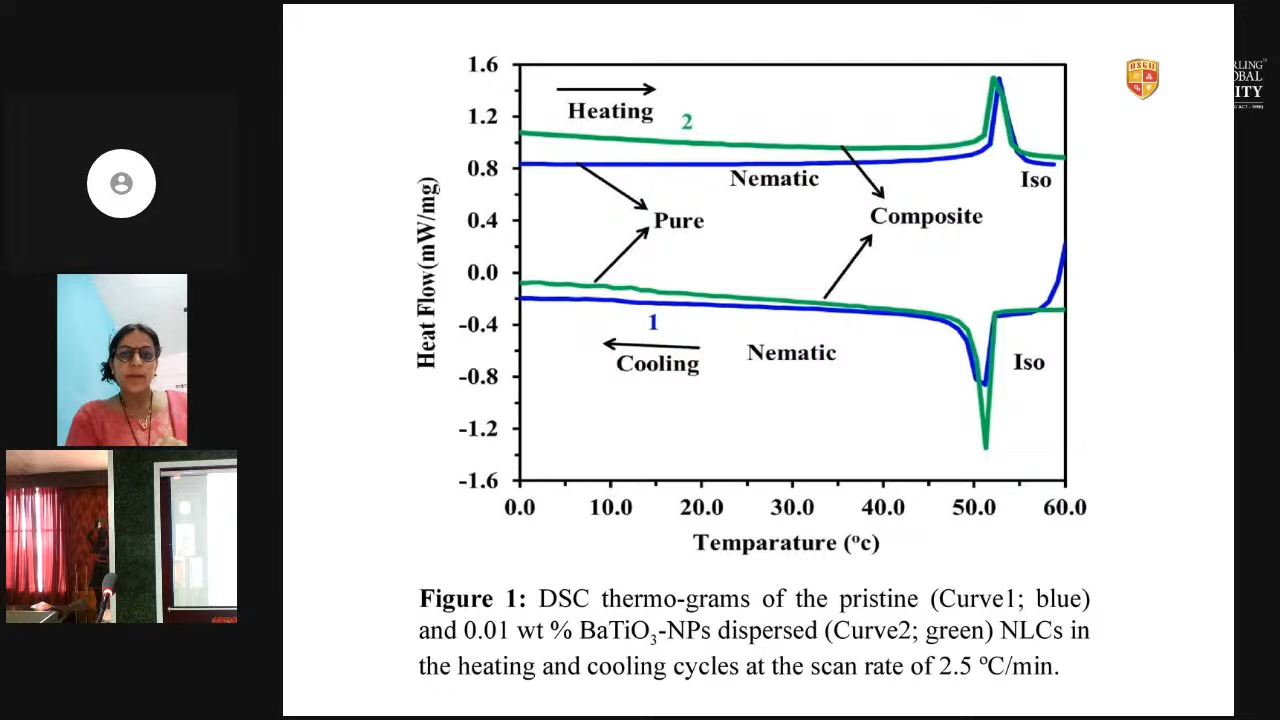 1.6
1.2
0.8
0.4
0.0
-0.4
-0.8
-1.2
-1.6
Heat Flow(mW/mg)
Heating
2
Nematic
Iso
Pure
Composite
1
Cooling
Nematic
Iso
0.0 10.0 20.0 30.0 40.0 50.0 60.0
Temparature (ºc)
Figure 1: DSC thermo-grams of the pristine (Curve1; blue)
and 0.01 wt % BaTiO₃-NPs dispersed (Curve2; green) NLCs in
the heating and cooling cycles at the scan rate of 2.5 ºC/min.
DSGU
RLING
OBAL
ITY